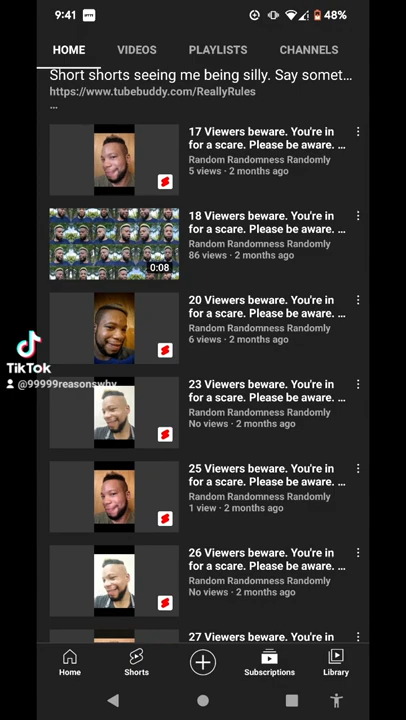 9:41
48%
HOME VIDEOS PLAYLISTS CHANNELS
Short shorts seeing me being silly. Say somet...
https://www.tubebuddy.com/ReallyRules
...
17 Viewers beware. You're in
for a scare. Please be aware. ...
Random Randomness Randomly
5 views · 2 months ago
18 Viewers beware. You're in
for a scare. Please be aware. ...
Random Randomness Randomly
86 views · 2 months ago
0:08
20 Viewers beware. You're in
for a scare. Please be aware. ...
Random Randomness Randomly
6 views · 2 months ago
TikTok
@99999reasonswhy
23 Viewers beware. You're in
for a scare. Please be aware. ...
Random Randomness Randomly
No views · 2 months ago
25 Viewers beware. You're in
for a scare. Please be aware. ...
Random Randomness Randomly
1 view · 2 months ago
26 Viewers beware. You're in
for a scare. Please be aware. ...
Random Randomness Randomly
No views · 2 months ago
27 Viewers beware. You're in
Home Shorts Subscriptions Library